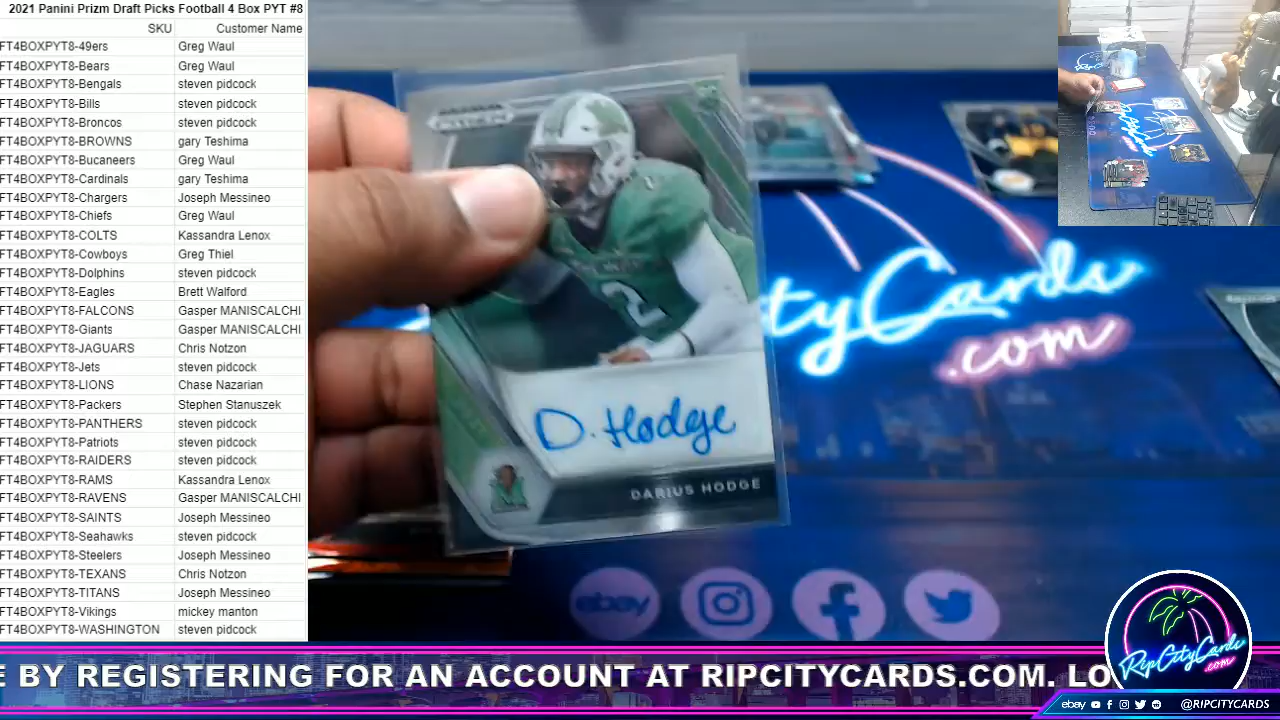 2021 Panini Prizm Draft Picks Football 4 Box PYT #8
SKU Customer Name
FT4BOXPYT8-49ers Greg Waul
FT4BOXPYT8-Bears Greg Waul
FT4BOXPYT8-Bengals steven pidcock
FT4BOXPYT8-Bills steven pidcock
FT4BOXPYT8-Broncos steven pidcock
FT4BOXPYT8-BROWNS gary Teshima
FT4BOXPYT8-Bucaneers Greg Waul
FT4BOXPYT8-Cardinals gary Teshima
FT4BOXPYT8-Chargers Joseph Messineo
FT4BOXPYT8-Chiefs Greg Waul
FT4BOXPYT8-COLTS Kassandra Lenox
FT4BOXPYT8-Cowboys Greg Thiel
FT4BOXPYT8-Dolphins steven pidcock
FT4BOXPYT8-Eagles Brett Walford
FT4BOXPYT8-FALCONS Gasper MANISCALCHI
FT4BOXPYT8-Giants Gasper MANISCALCHI
FT4BOXPYT8-JAGUARS Chris Notzon
FT4BOXPYT8-Jets steven pidcock
FT4BOXPYT8-LIONS Chase Nazarian
FT4BOXPYT8-Packers Stephen Stanuszek
FT4BOXPYT8-PANTHERS steven pidcock
FT4BOXPYT8-Patriots steven pidcock
FT4BOXPYT8-RAIDERS steven pidcock
FT4BOXPYT8-RAMS Kassandra Lenox
FT4BOXPYT8-RAVENS Gasper MANISCALCHI
FT4BOXPYT8-SAINTS Joseph Messineo
FT4BOXPYT8-Seahawks steven pidcock
FT4BOXPYT8-Steelers Joseph Messineo
FT4BOXPYT8-TEXANS Chris Notzon
FT4BOXPYT8-TITANS Joseph Messineo
FT4BOXPYT8-Vikings mickey manton
FT4BOXPYT8-WASHINGTON steven pidcock
2
D. Hodge
DARIUS HODGE
M
ityCards
.com
ebay
E BY REGISTERING FOR AN ACCOUNT AT RIPCITYCARDS.COM. LO
RipCityCards
.com
ebay @RIPCITYCARDS